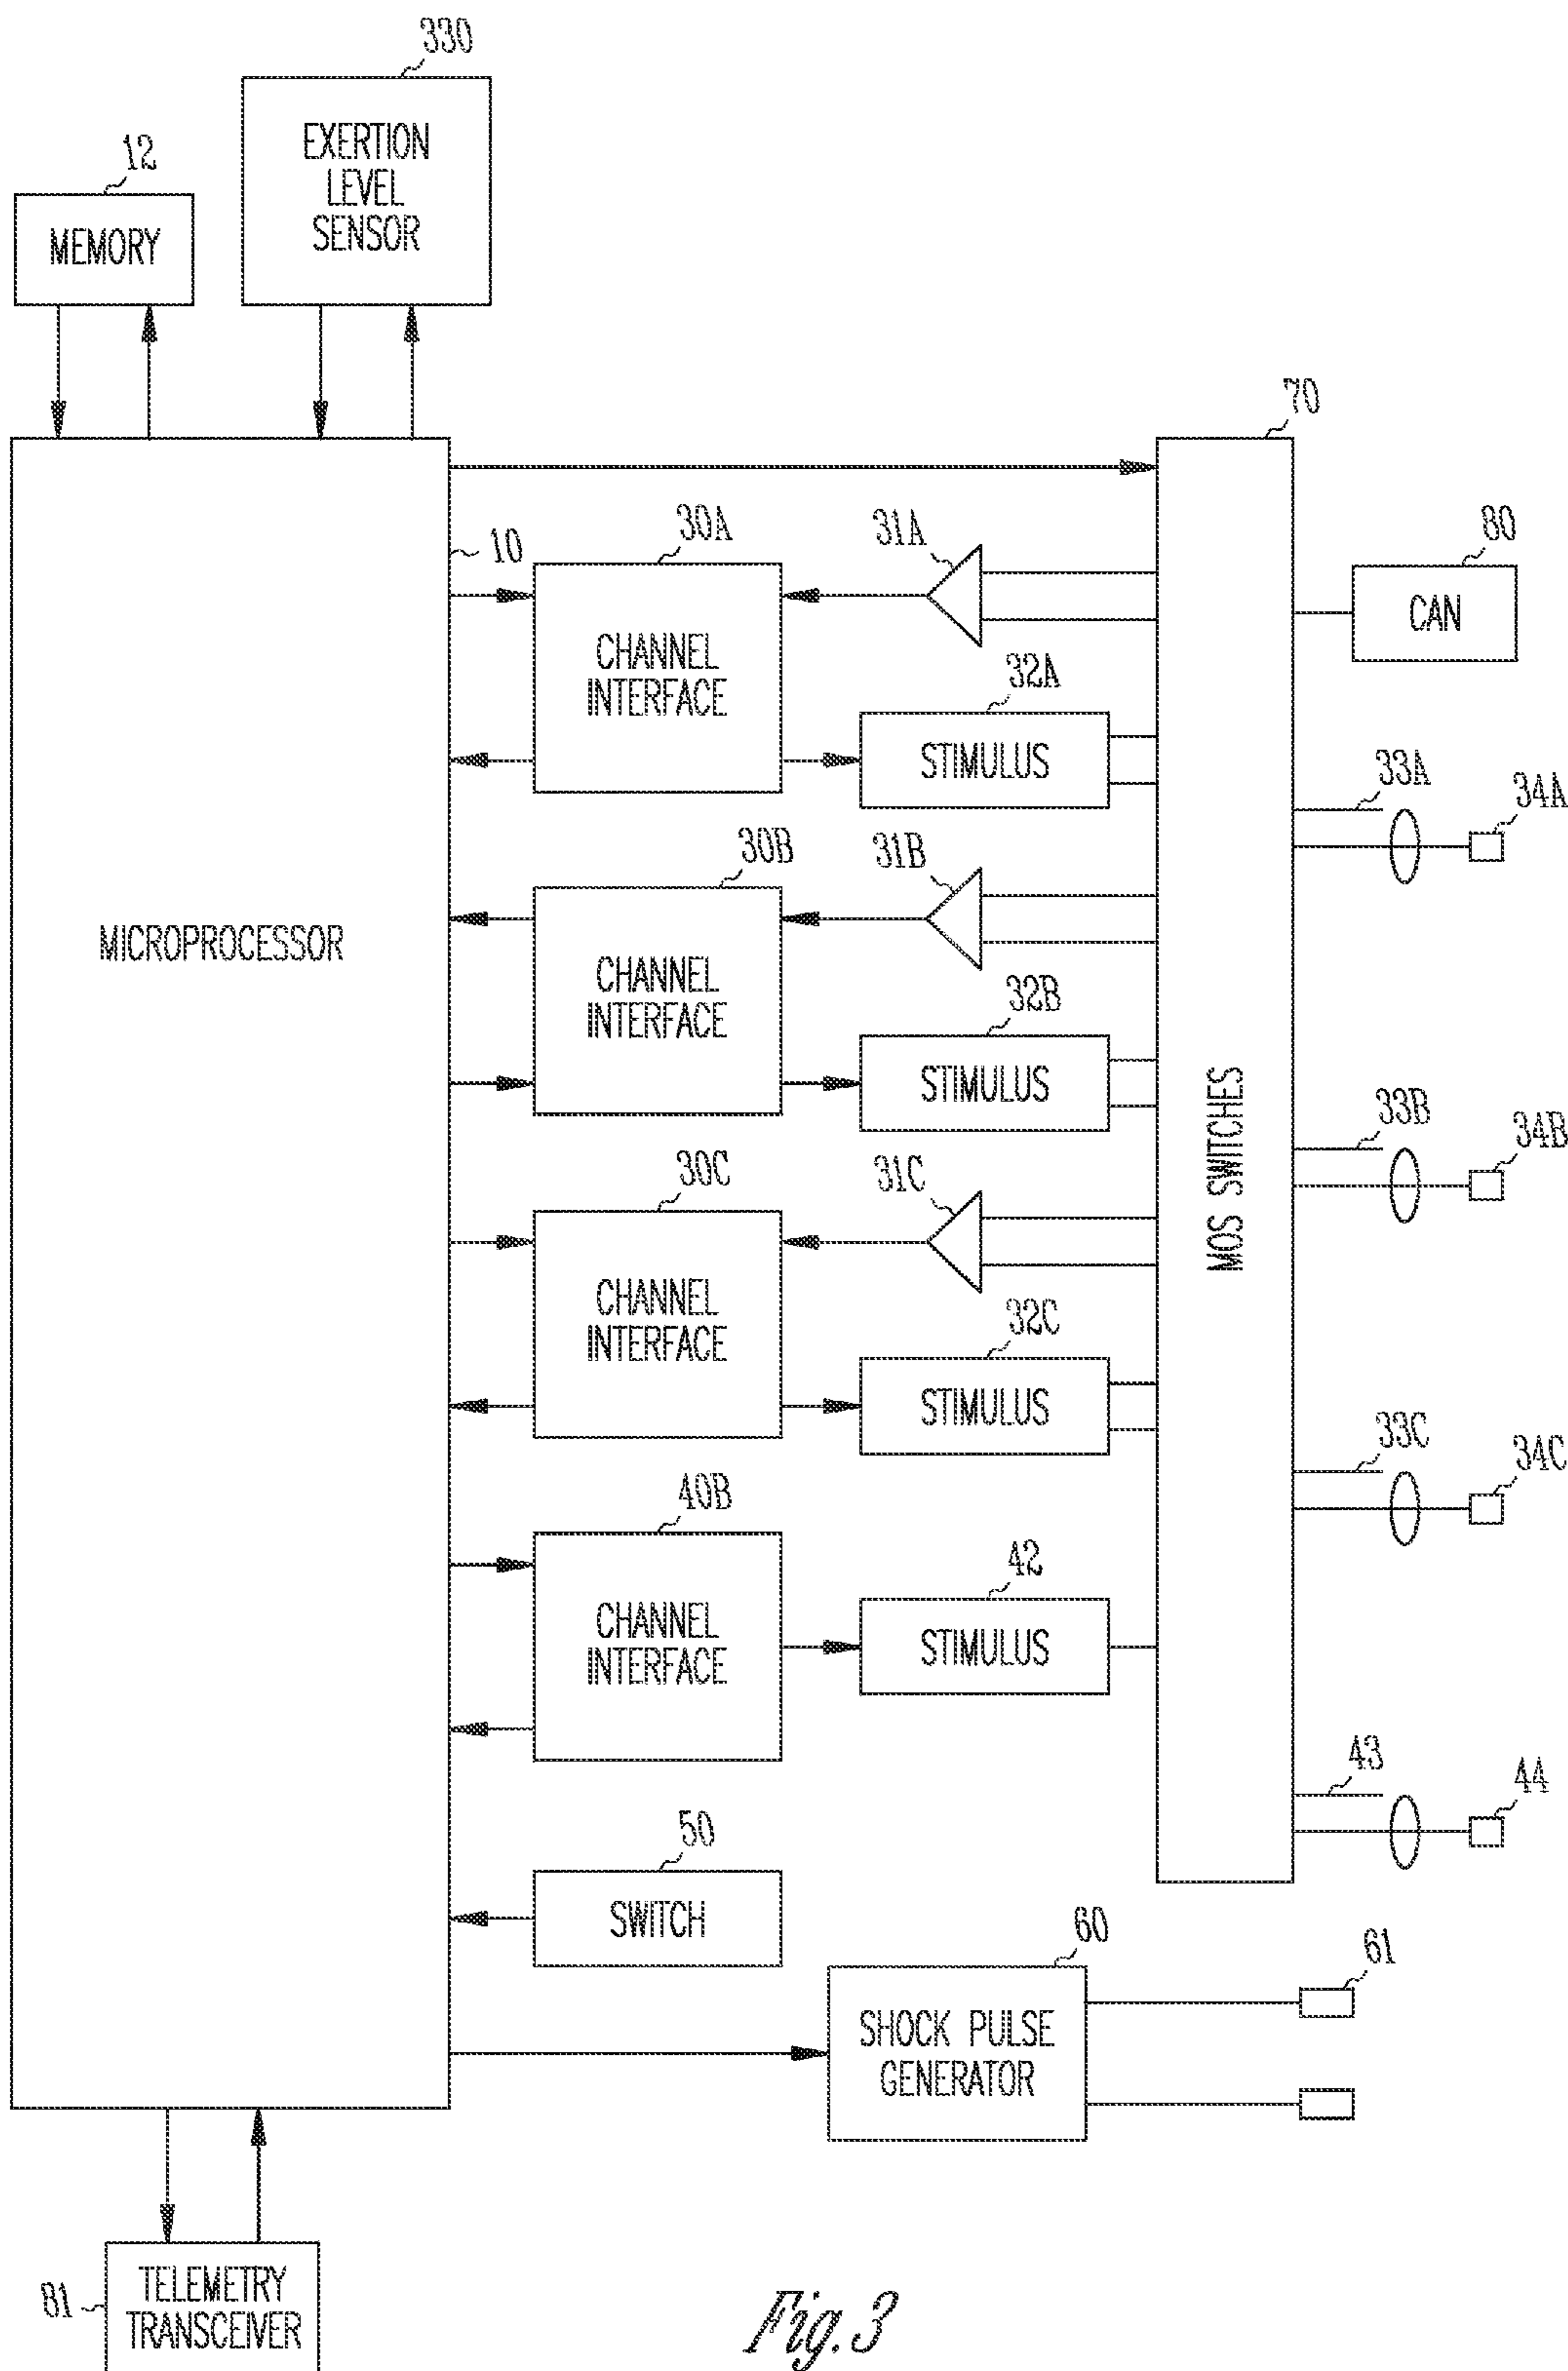 330
EXERTION
LEVEL
SENSOR
12
MEMORY
70
10
30A
31A
80
CHANNEL
INTERFACE
CAN
32A
STIMULUS
33A
34A
30B
31B
MICROPROCESSOR
CHANNEL
INTERFACE
32B
STIMULUS
MOS SWITCHES
33B
34B
30C
31C
CHANNEL
INTERFACE
32C
STIMULUS
33C
34C
40B
42
CHANNEL
INTERFACE
STIMULUS
43
44
50
SWITCH
60
61
SHOCK PULSE
GENERATOR
81
TELEMETRY
TRANSCEIVER
Fig. 3